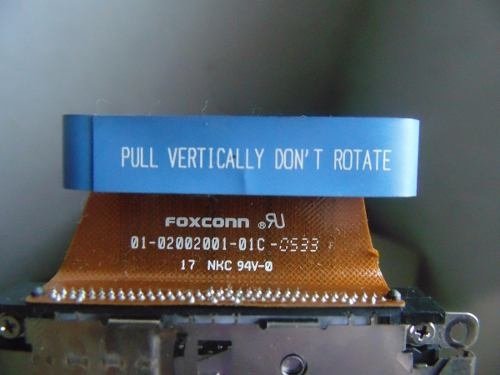 PULL VERTICALLY DON'T ROTATE
FOXCONN ®
01-02002001-01C-0533
17 NKC 94V-0